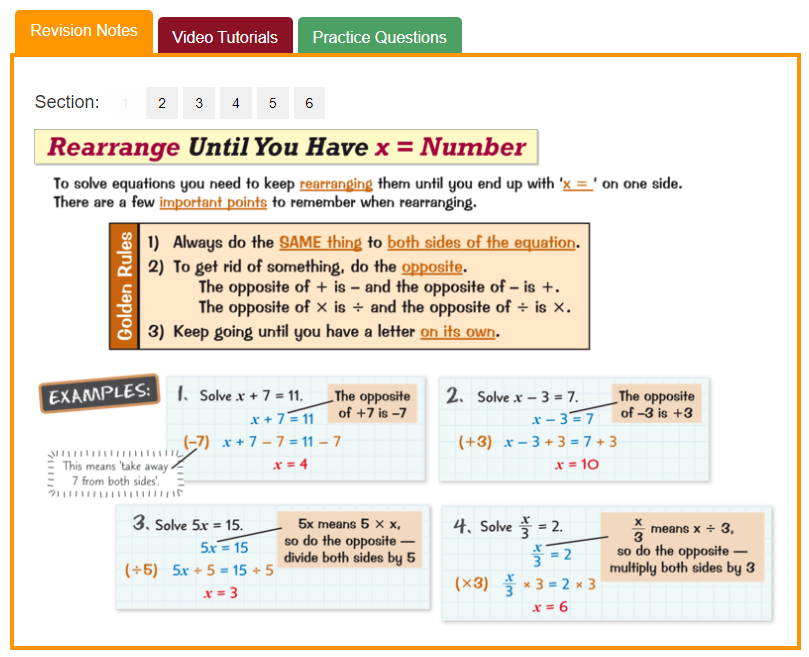 Revision Notes
Video Tutorials
Practice Questions
Section: 1 2 3 4 5 6
Rearrange Until You Have x = Number
To solve equations you need to keep rearranging them until you end up with 'x = ' on one side.
There are a few important points to remember when rearranging.
Golden Rules
1) Always do the SAME thing to both sides of the equation.
2) To get rid of something, do the opposite.
The opposite of + is – and the opposite of – is +.
The opposite of × is ÷ and the opposite of ÷ is ×.
3) Keep going until you have a letter on its own.
EXAMPLES:
1. Solve x + 7 = 11.
The opposite
of +7 is –7
x + 7 = 11
(–7) x + 7 – 7 = 11 – 7
x = 4
This means 'take away
7 from both sides'.
2. Solve x – 3 = 7.
The opposite
of –3 is +3
x – 3 = 7
(+3) x – 3 + 3 = 7 + 3
x = 10
3. Solve 5x = 15.
5x means 5 × x,
so do the opposite —
divide both sides by 5
5x = 15
(÷5) 5x ÷ 5 = 15 ÷ 5
x = 3
4. Solve x/3 = 2.
x/3 means x ÷ 3,
so do the opposite —
multiply both sides by 3
x/3 = 2
(×3) x/3 × 3 = 2 × 3
x = 6